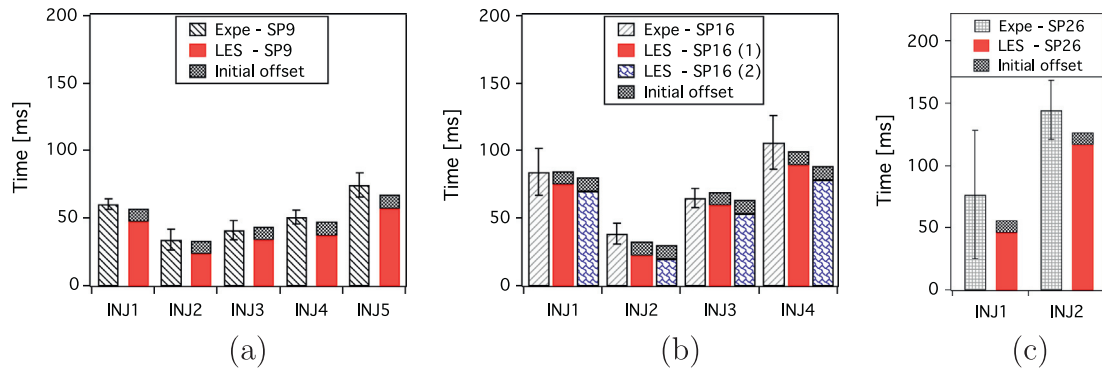 200
150
100
50
0
Time [ms]
Expe - SP9
LES - SP9
Initial offset
INJ1 INJ2 INJ3 INJ4 INJ5
(a)
200
150
100
50
0
Time [ms]
Expe - SP16
LES - SP16 (1)
LES - SP16 (2)
Initial offset
INJ1 INJ2 INJ3 INJ4
(b)
200
150
100
50
0
Time [ms]
Expe - SP26
LES - SP26
Initial offset
INJ1 INJ2
(c)